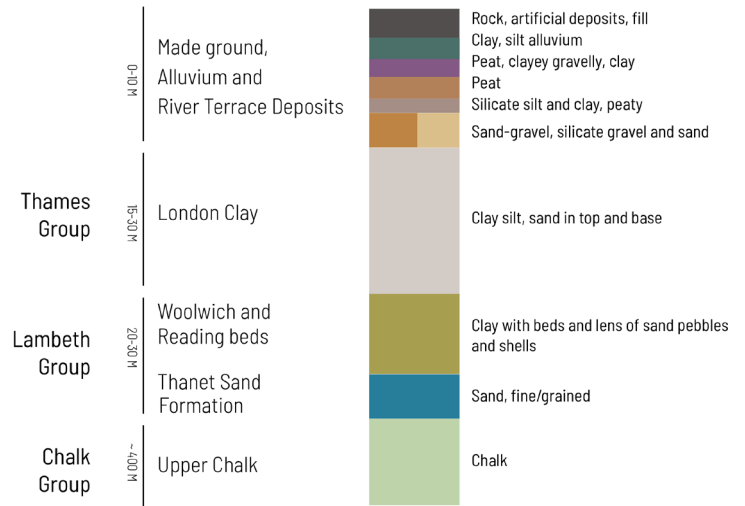 0-10 M
Made ground,
Alluvium and
River Terrace Deposits
Rock, artificial deposits, fill
Clay, silt alluvium
Peat, clayey gravelly, clay
Peat
Silicate silt and clay, peaty
Sand-gravel, silicate gravel and sand
Thames
Group
15-30 M
London Clay
Clay silt, sand in top and base
Lambeth
Group
20-30 M
Woolwich and
Reading beds
Clay with beds and lens of sand pebbles
and shells
Thanet Sand
Formation
Sand, fine/grained
Chalk
Group
~ 400 M
Upper Chalk
Chalk